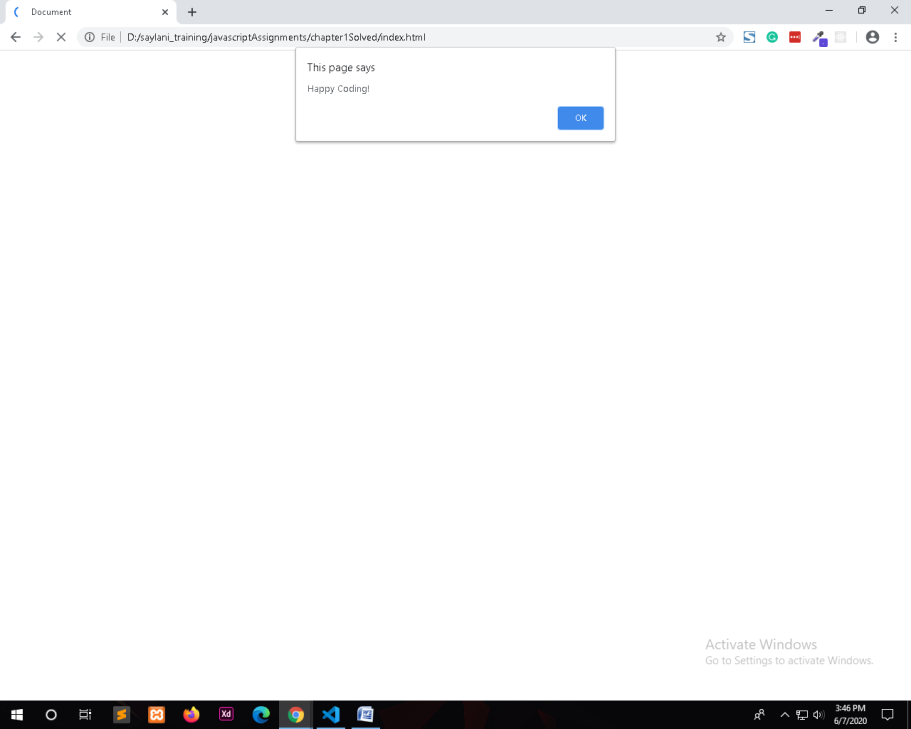 Document
File
D:/saylani_training/javascriptAssignments/chapter1Solved/index.html
This page says
Happy Coding!
OK
Activate Windows
Go to Settings to activate Windows.
Xd
3:46 PM
6/7/2020